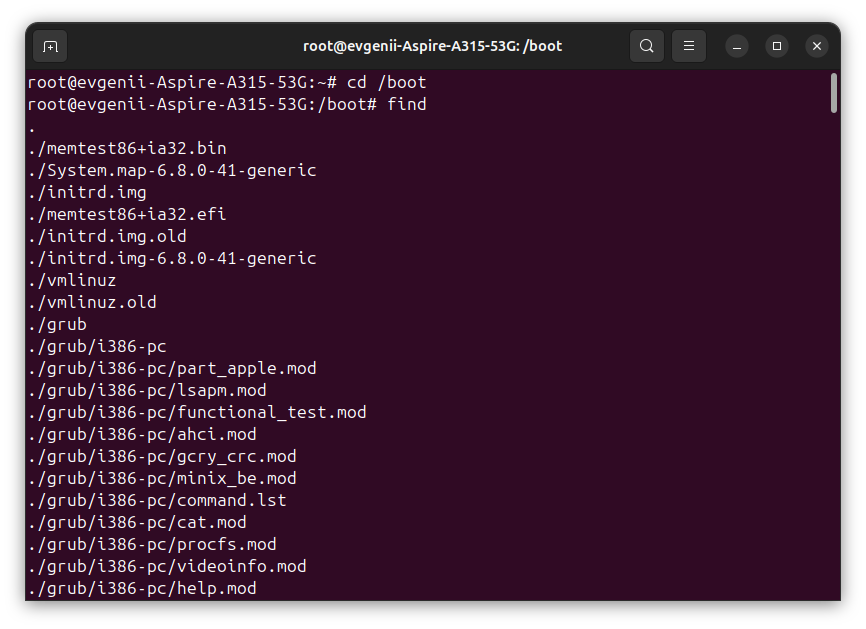 root@evgenii-Aspire-A315-53G: /boot
root@evgenii-Aspire-A315-53G:~# cd /boot
root@evgenii-Aspire-A315-53G:/boot# find
.
./memtest86+ia32.bin
./System.map-6.8.0-41-generic
./initrd.img
./memtest86+ia32.efi
./initrd.img.old
./initrd.img-6.8.0-41-generic
./vmlinuz
./vmlinuz.old
./grub
./grub/i386-pc
./grub/i386-pc/part_apple.mod
./grub/i386-pc/lsapm.mod
./grub/i386-pc/functional_test.mod
./grub/i386-pc/ahci.mod
./grub/i386-pc/gcry_crc.mod
./grub/i386-pc/minix_be.mod
./grub/i386-pc/command.lst
./grub/i386-pc/cat.mod
./grub/i386-pc/procfs.mod
./grub/i386-pc/videoinfo.mod
./grub/i386-pc/help.mod